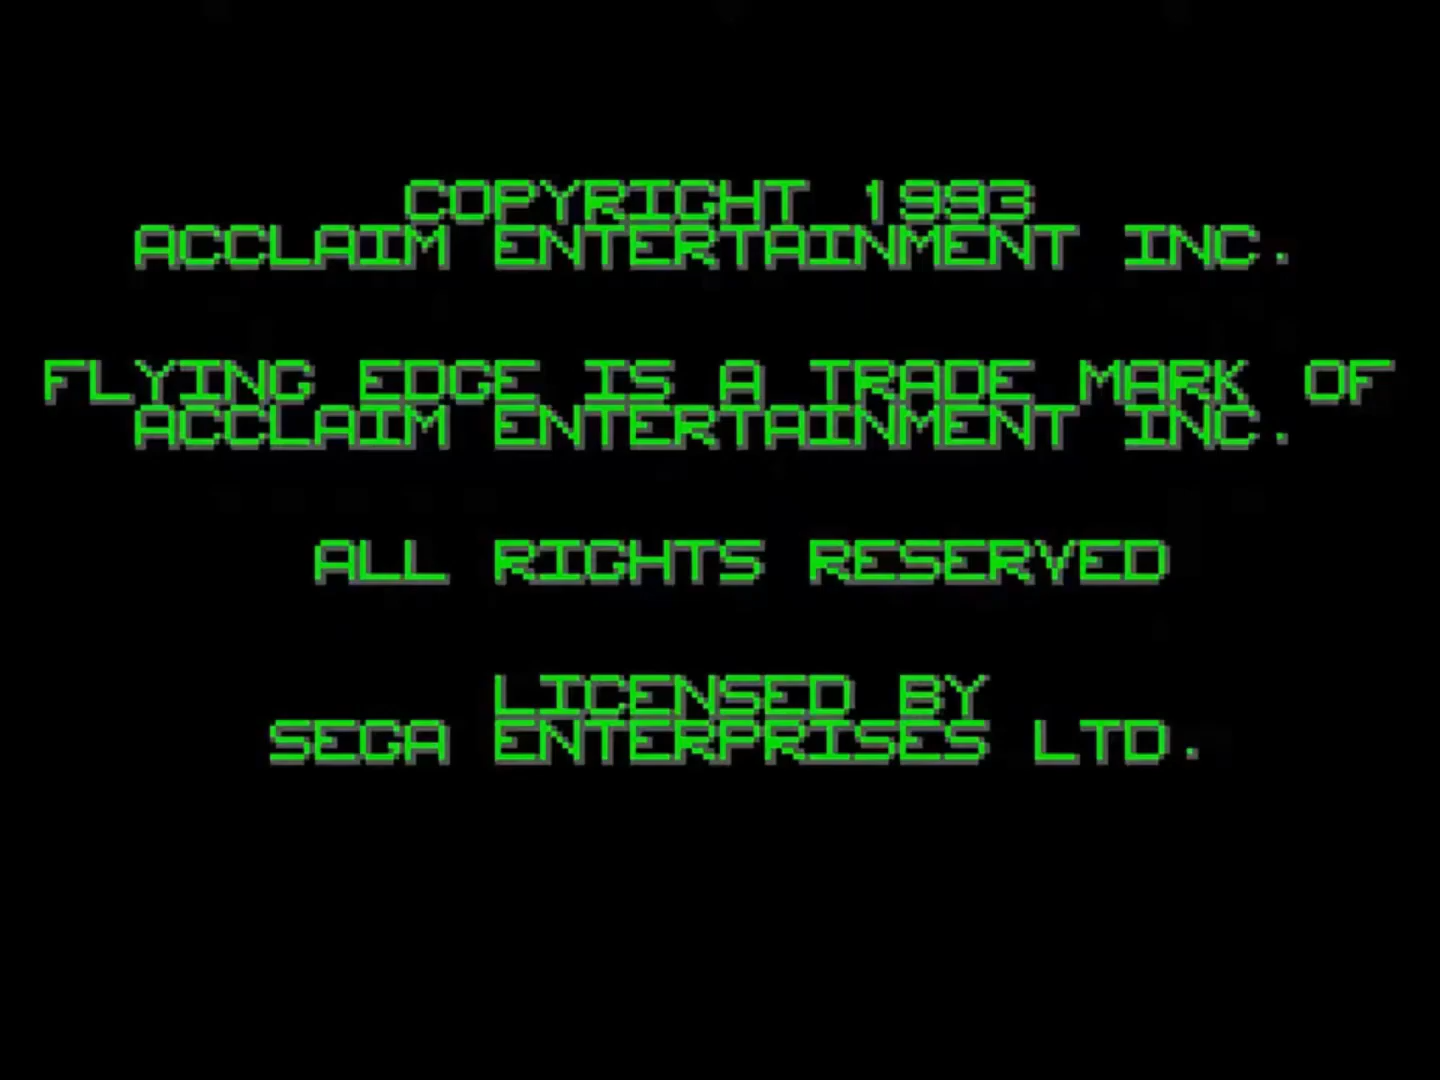 COPYRIGHT 1993
ACCLAIM ENTERTAINMENT INC.
FLYING EDGE IS A TRADE MARK OF
ACCLAIM ENTERTAINMENT INC.
ALL RIGHTS RESERVED
LICENSED BY
SEGA ENTERPRISES LTD.